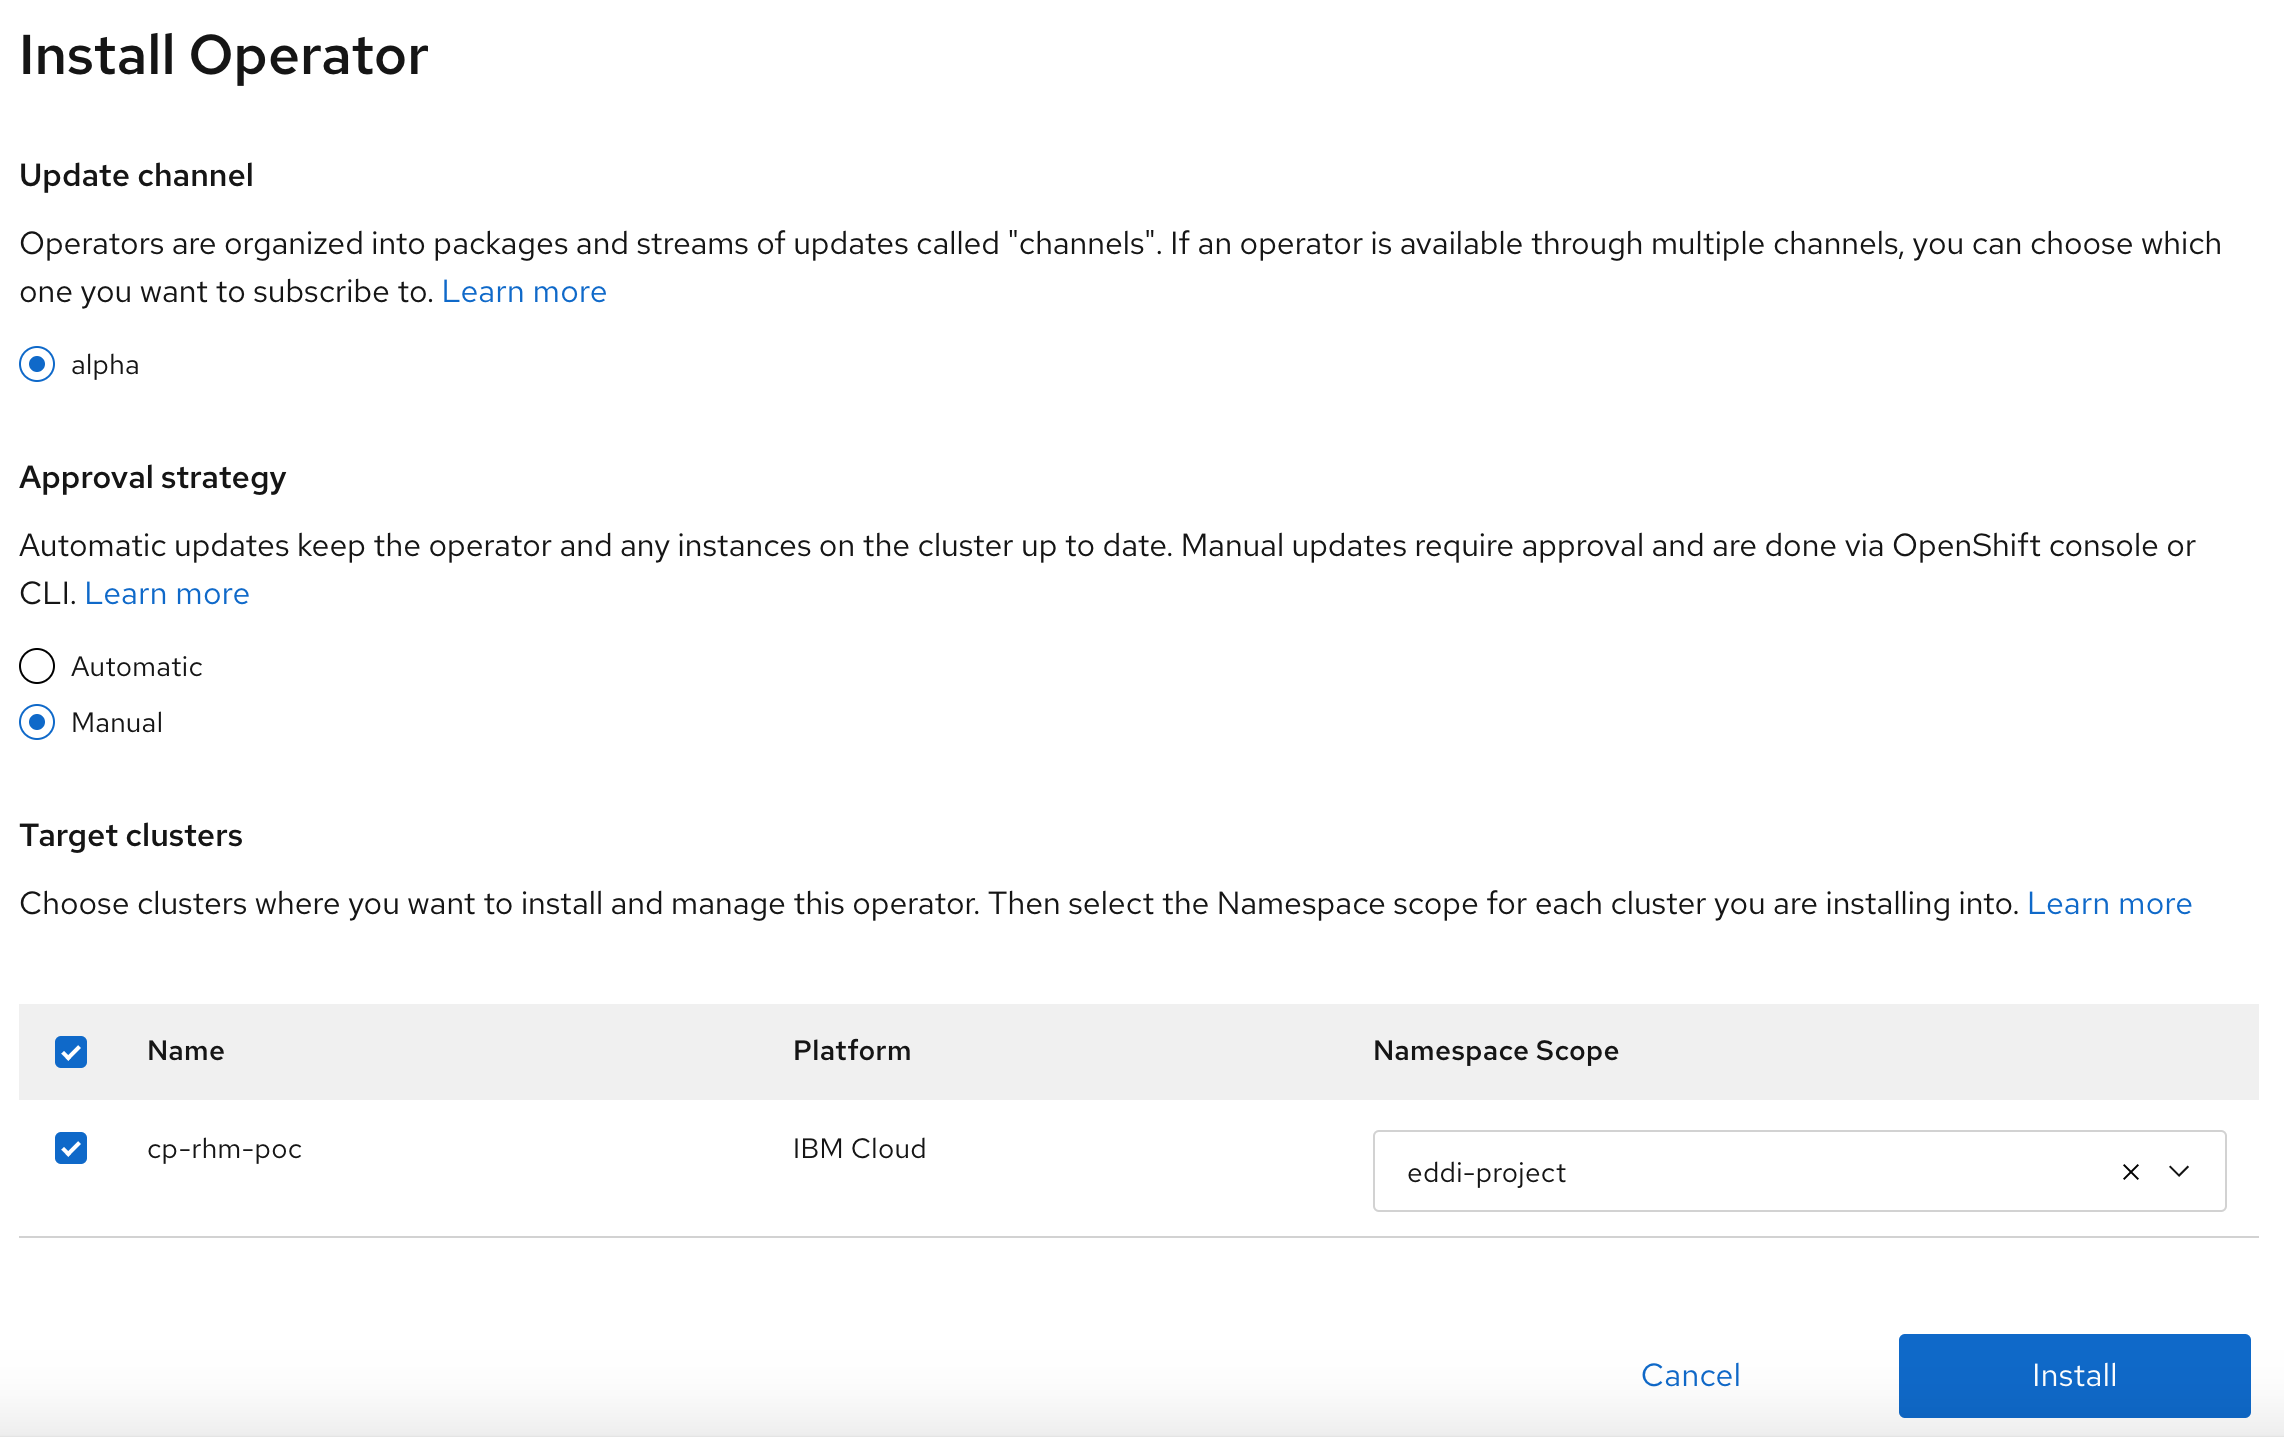 Install Operator
Update channel
Operators are organized into packages and streams of updates called "channels". If an operator is available through multiple channels, you can choose which
one you want to subscribe to. Learn more
alpha
Approval strategy
Automatic updates keep the operator and any instances on the cluster up to date. Manual updates require approval and are done via OpenShift console or
CLI. Learn more
Automatic
Manual
Target clusters
Choose clusters where you want to install and manage this operator. Then select the Namespace scope for each cluster you are installing into. Learn more
Name Platform Namespace Scope
cp-rhm-poc IBM Cloud eddi-project
Cancel Install